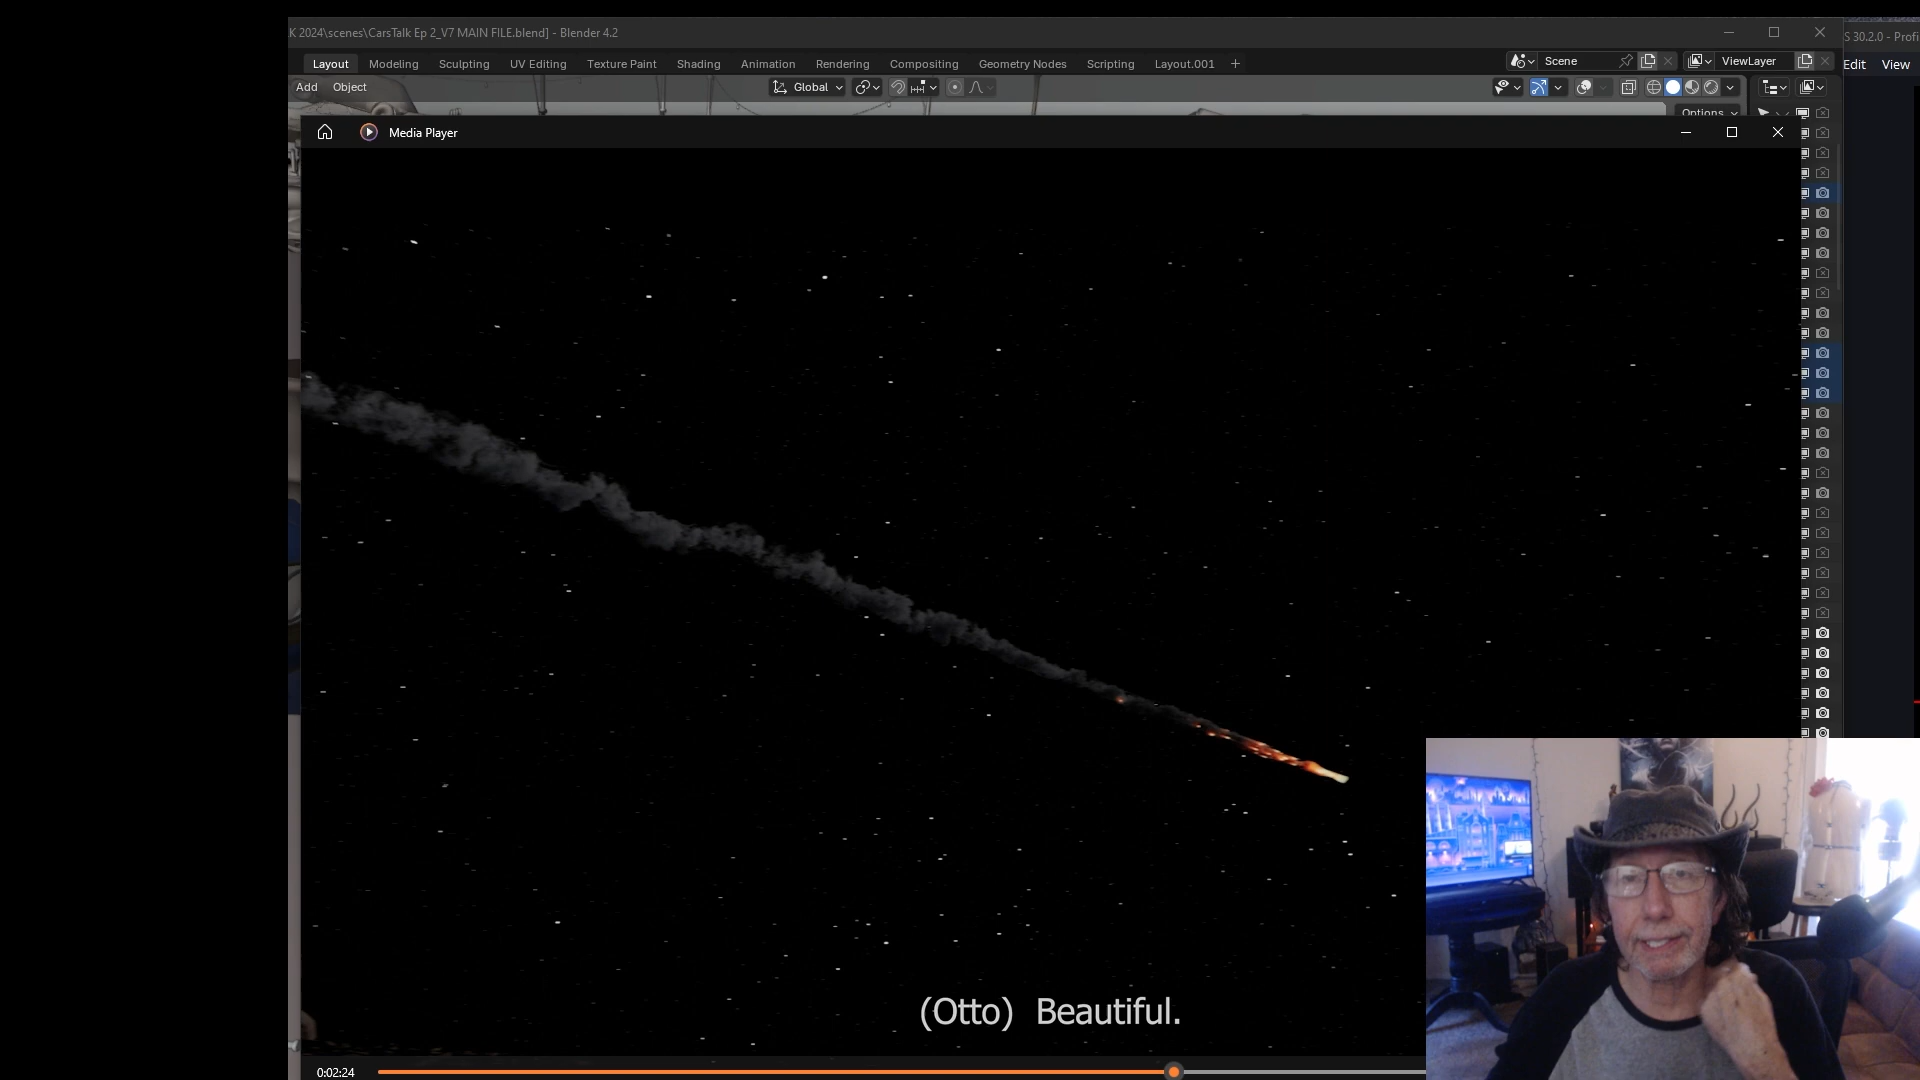 K 2024\scenes\CarsTalk Ep 2_V7 MAIN FILE.blend] - Blender 4.2
S 30.2.0 - Profi
Layout Modeling Sculpting UV Editing Texture Paint Shading Animation Rendering Compositing Geometry Nodes Scripting Layout.001 +
Scene
ViewLayer
Edit View
Add Object
Global
Options
Media Player
(Otto) Beautiful.
0:02:24